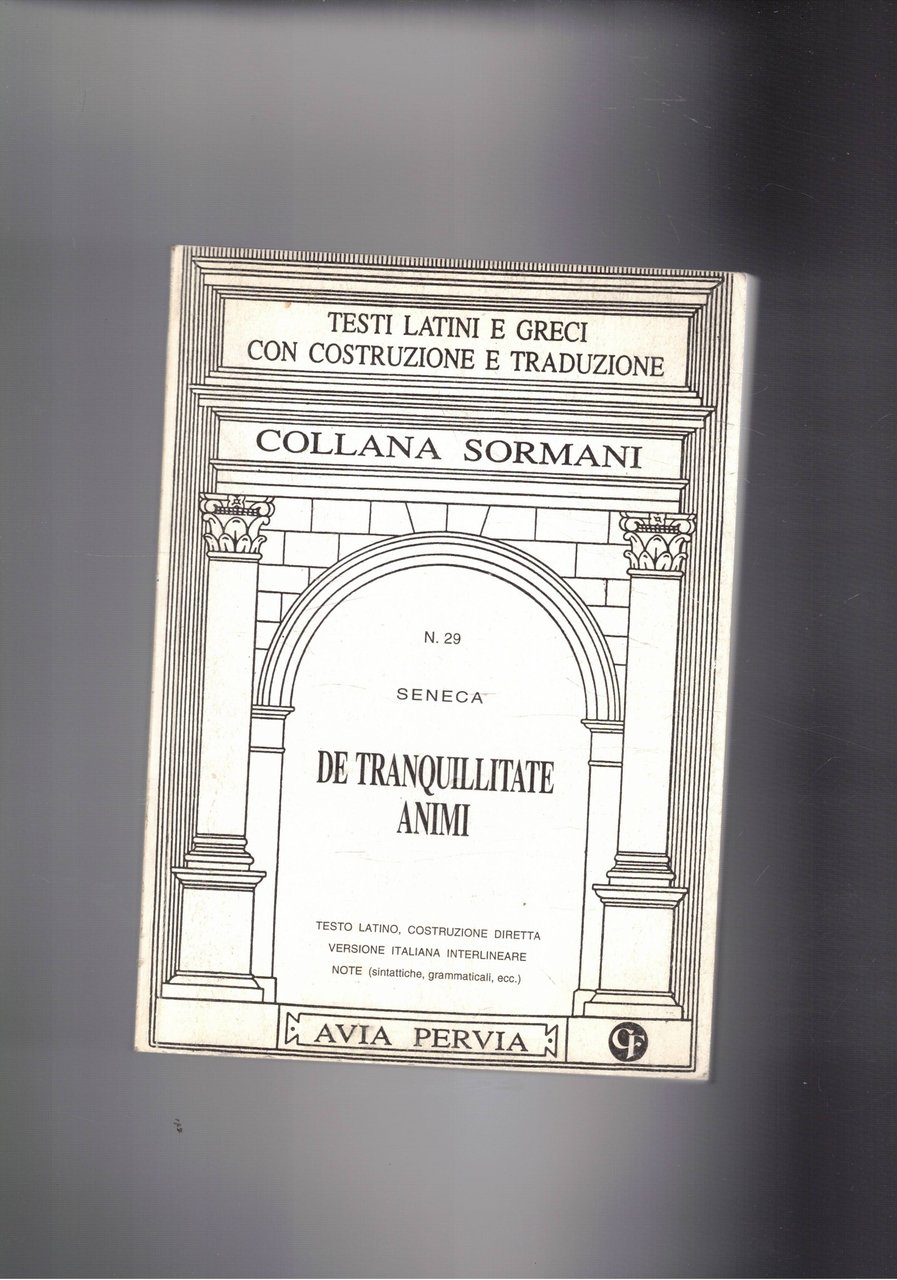 TESTI LATINI E GRECI
CON COSTRUZIONE E TRADUZIONE
COLLANA SORMANI
N. 29
SENECA
DE TRANQUILLITATE
ANIMI
TESTO LATINO, COSTRUZIONE DIRETTA
VERSIONE ITALIANA INTERLINEARE
NOTE (sintattiche, grammaticali, ecc.)
AVIA PERVIA
CF